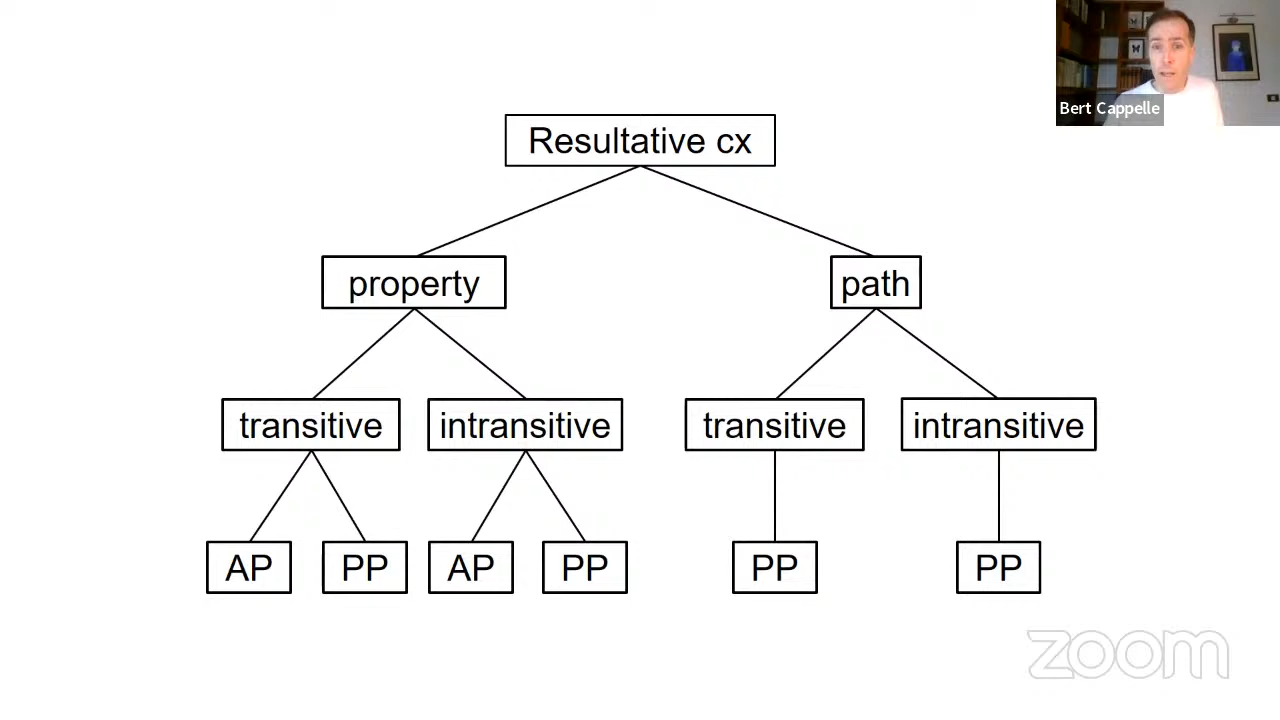 Bert Cappelle
Resultative cx
property
path
transitive
intransitive
transitive
intransitive
AP
PP
AP
PP
PP
PP
zoom